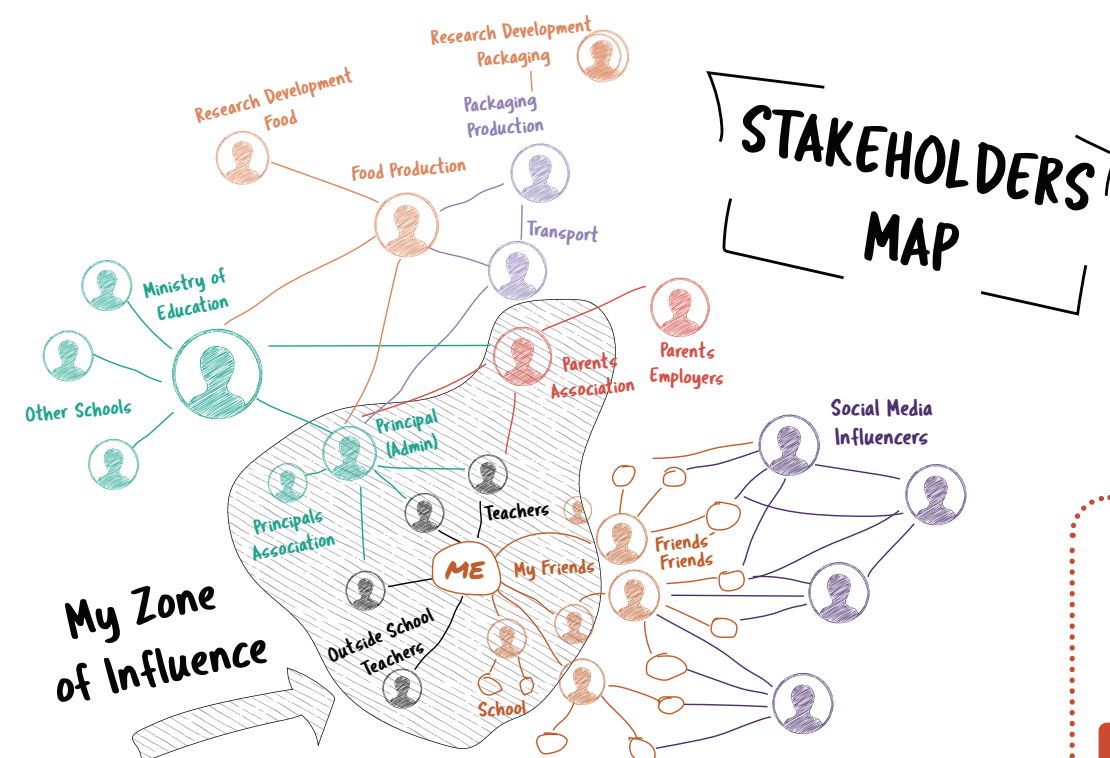 Research Development
Packaging
STAKEHOLDERS
MAP
Research Development
Food
Packaging
Production
Food Production
Transport
Ministry of
Education
Parents
Association
Parents
Employers
Other Schools
Principal
(Admin)
Social Media
Influencers
Principals
Association
Teachers
ME
My Friends
Friends´
Friends
My Zone
of Influence
Outside School
Teachers
School